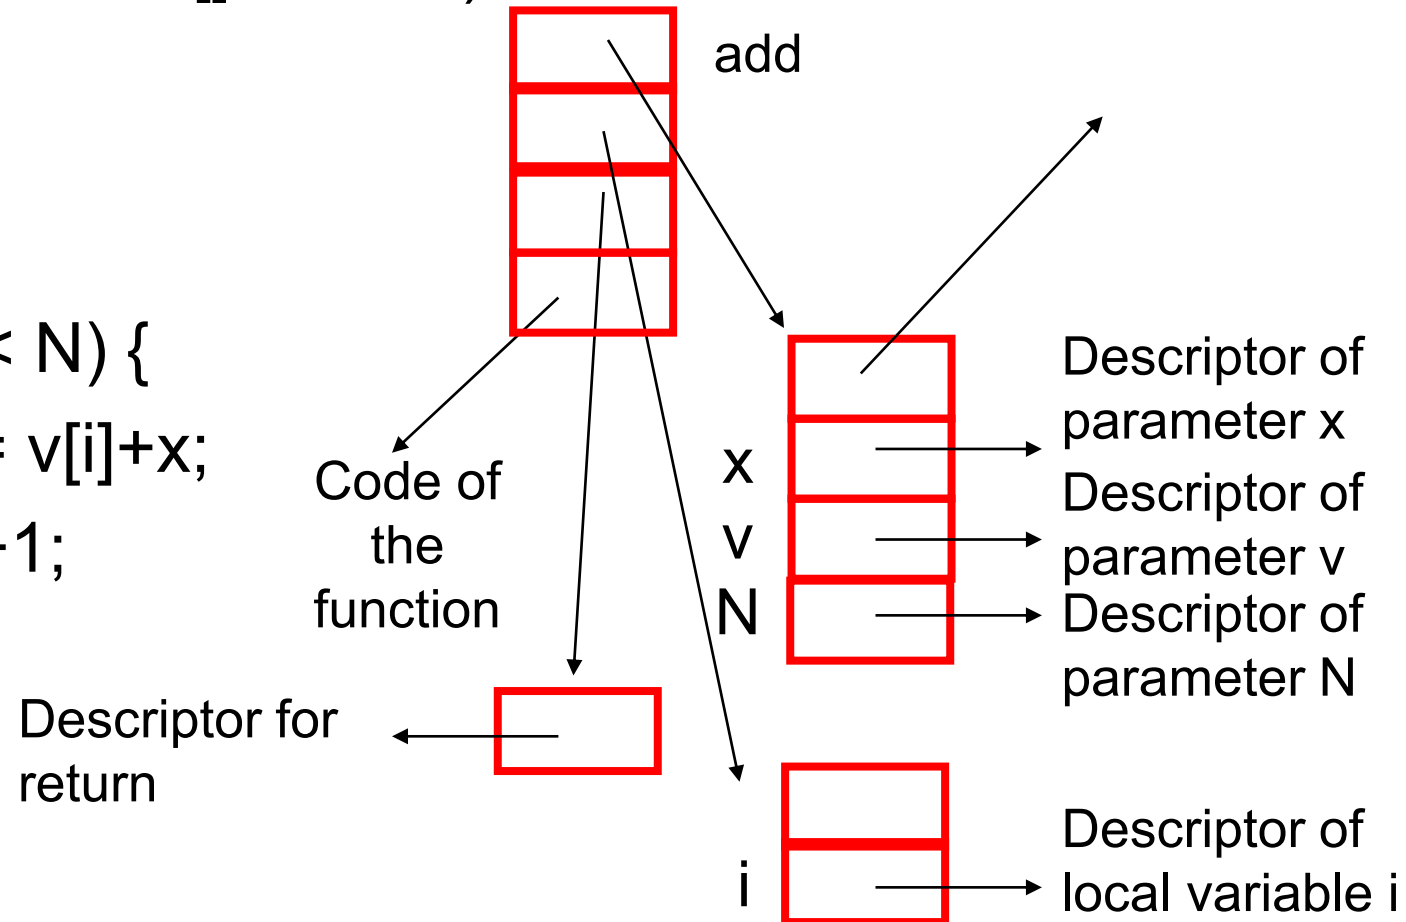 add
< N) {
= v[i]+x;
+1;
Code of
the
function
Descriptor for
return
x
v
N
i
Descriptor of
parameter x
Descriptor of
parameter v
Descriptor of
parameter N
Descriptor of
local variable i